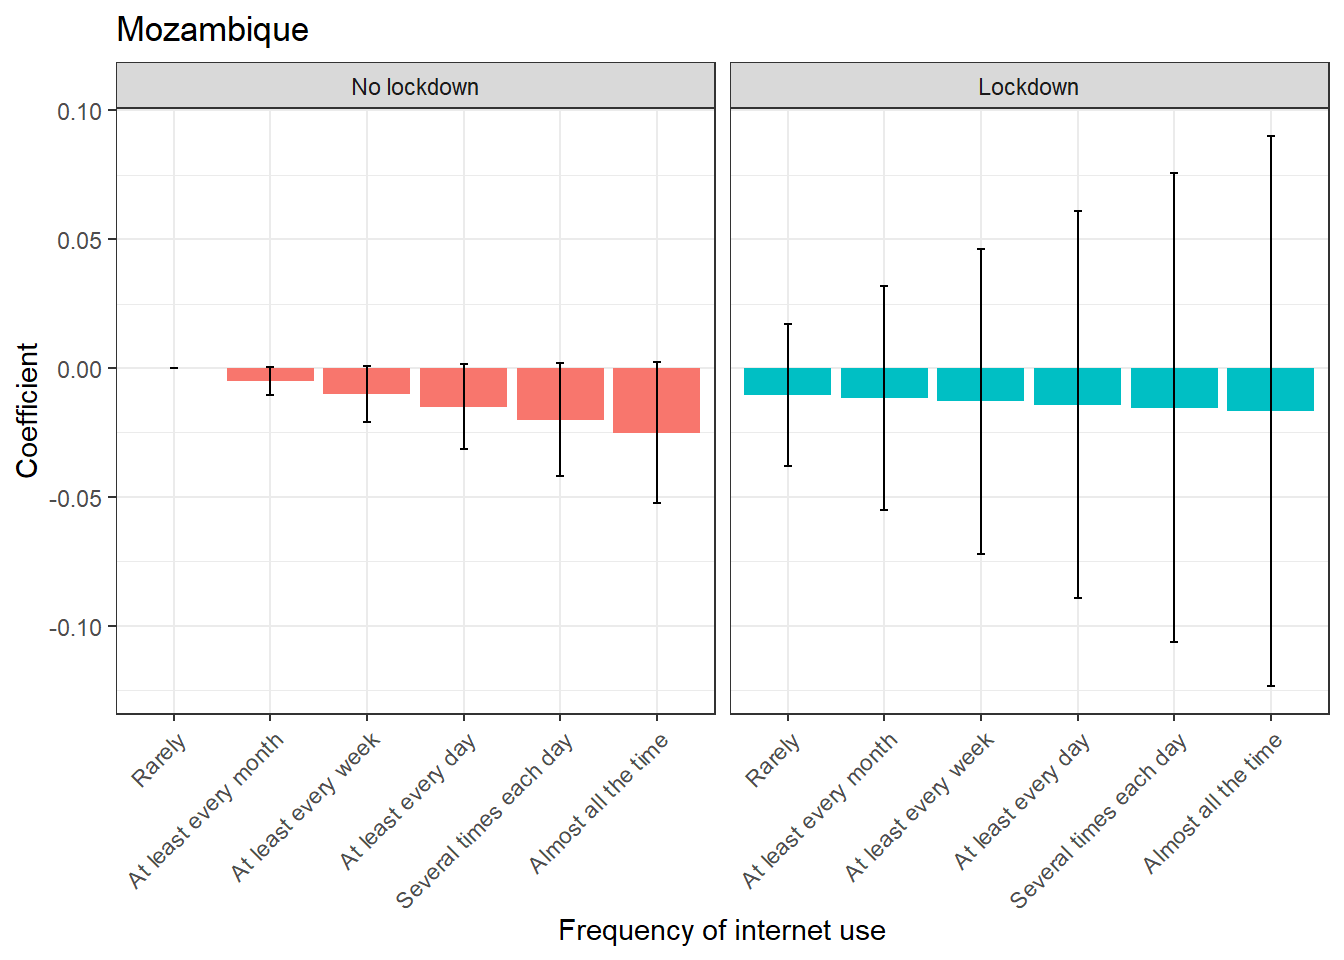 Mozambique
No lockdown
Lockdown
0.10
0.05
0.00
-0.05
-0.10
Coefficient
Rarely
At least every month
At least every week
At least every day
Several times each day
Almost all the time
Rarely
At least every month
At least every week
At least every day
Several times each day
Almost all the time
Frequency of internet use